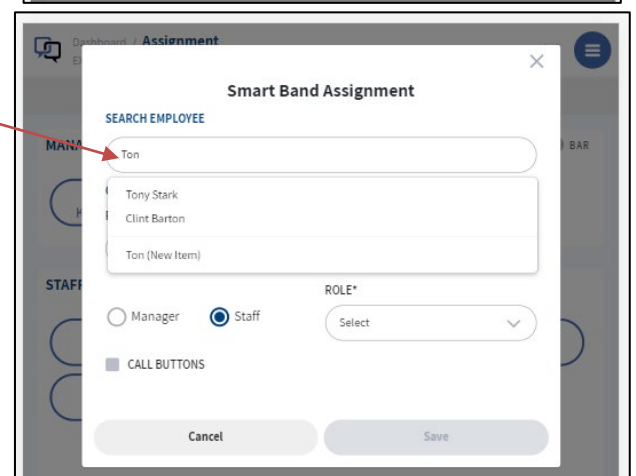 Dashboard / Assignment
Smart Band Assignment
SEARCH EMPLOYEE
MANA
BAR
Ton
Tony Stark
Clint Barton
Ton (New Item)
STAFF
ROLE*
Manager
Staff
Select
CALL BUTTONS
Cancel
Save